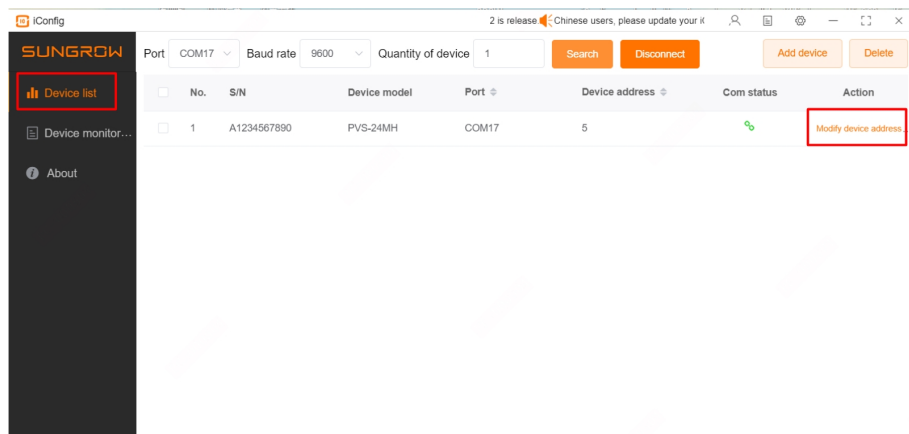 iConfig
2 is release Chinese users, please update your i
SUNGROW
Port COM17 Baud rate 9600 Quantity of device 1 Search Disconnect Add device Delete
Device list
No. S/N Device model Port Device address Com status Action
1 A1234567890 PVS-24MH COM17 5 Modify device address
Device monitor...
About